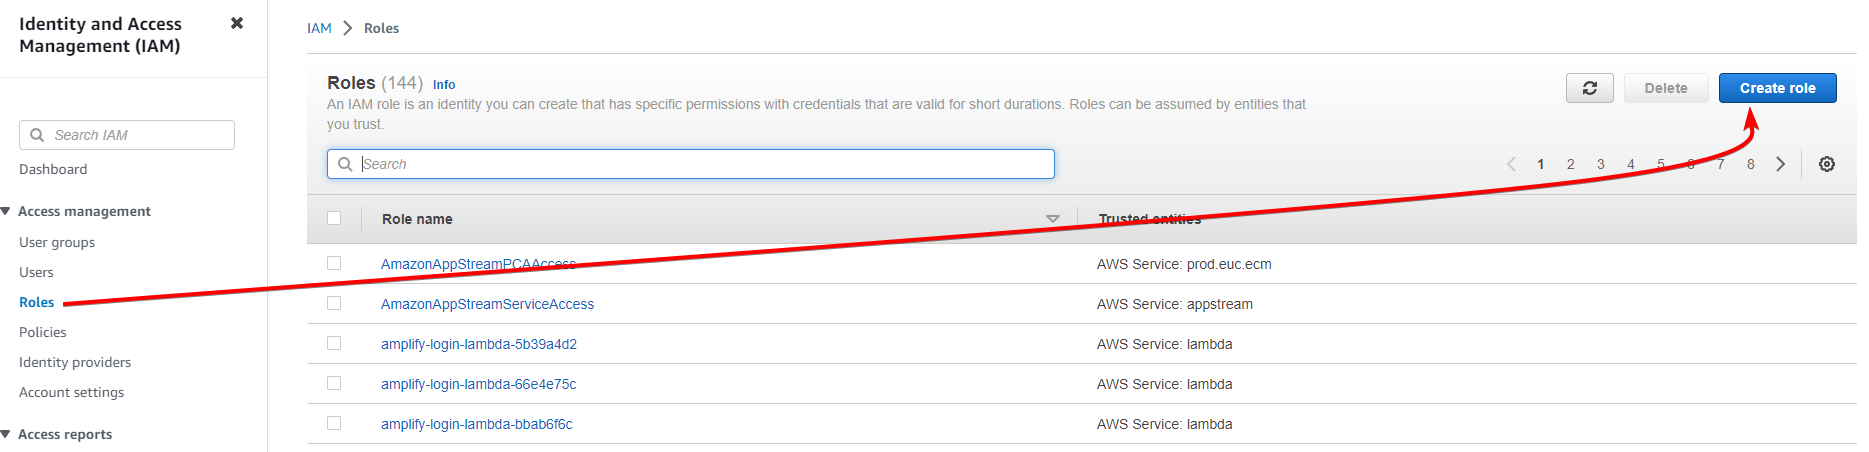 Identity and Access
Management (IAM)
Search IAM
Dashboard
Access management
User groups
Users
Roles
Policies
Identity providers
Account settings
Access reports
IAM > Roles
Roles (144) Info
An IAM role is an identity you can create that has specific permissions with credentials that are valid for short durations. Roles can be assumed by entities that
you trust.
Delete
Create role
Search
1 2 3 4 5 6 7 8
Role name Trusted entities
AmazonAppStreamPCAAccess AWS Service: prod.euc.ecm
AmazonAppStreamServiceAccess AWS Service: appstream
amplify-login-lambda-5b39a4d2 AWS Service: lambda
amplify-login-lambda-66e4e75c AWS Service: lambda
amplify-login-lambda-bbab6f6c AWS Service: lambda